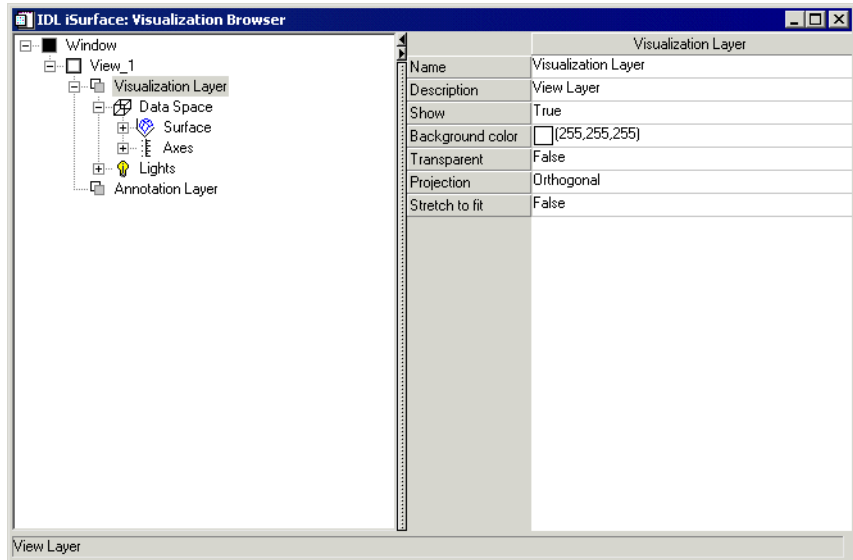 IDL iSurface: Visualization Browser
Window
View_1
Visualization Layer
Data Space
Surface
Axes
Lights
Annotation Layer
Visualization Layer
Name Visualization Layer
Description View Layer
Show True
Background color (255,255,255)
Transparent False
Projection Orthogonal
Stretch to fit False
View Layer